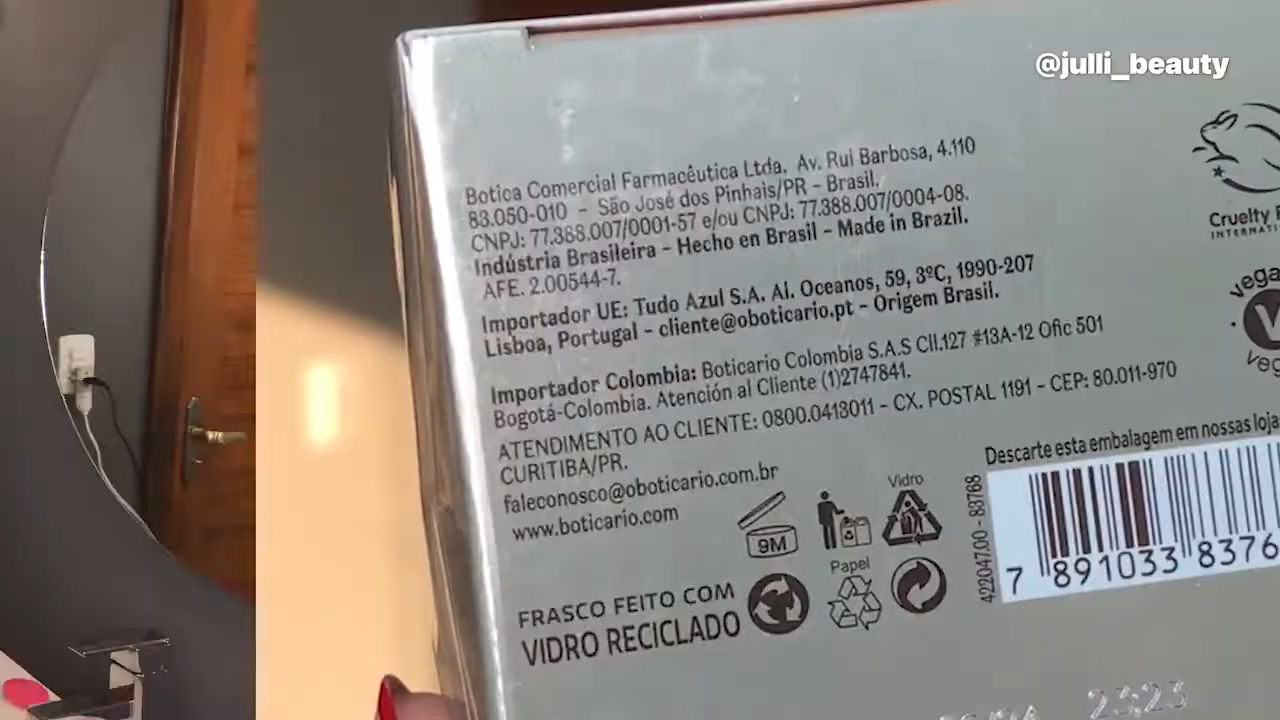 @julli_beauty
Botica Comercial Farmacêutica Ltda. Av. Rui Barbosa, 4.110
83.050-010 - São José dos Pinhais/PR - Brasil.
CNPJ: 77.388.007/0001-57 e/ou CNPJ: 77.388.007/0004-08.
Indústria Brasileira - Hecho en Brasil - Made in Brazil.
AFE. 2.00544-7.
Importador UE: Tudo Azul S.A. Al. Oceanos, 59, 3ºC, 1990-207
Lisboa, Portugal - cliente@oboticario.pt - Origem Brasil.
Importador Colombia: Boticario Colombia S.A.S Cll.127 #13A-12 Ofic 501
Bogotá-Colombia. Atención al Cliente (1)2747841.
ATENDIMENTO AO CLIENTE: 0800.0413011 - CX. POSTAL 1191 - CEP: 80.011-970
CURITIBA/PR.
faleconosco@oboticario.com.br
www.boticario.com
9M
Vidro
Papel
FRASCO FEITO COM
VIDRO RECICLADO
Cruelty
Descarte esta embalagem em nossas
422047.00 - 83768
7 891033 8376
23:23